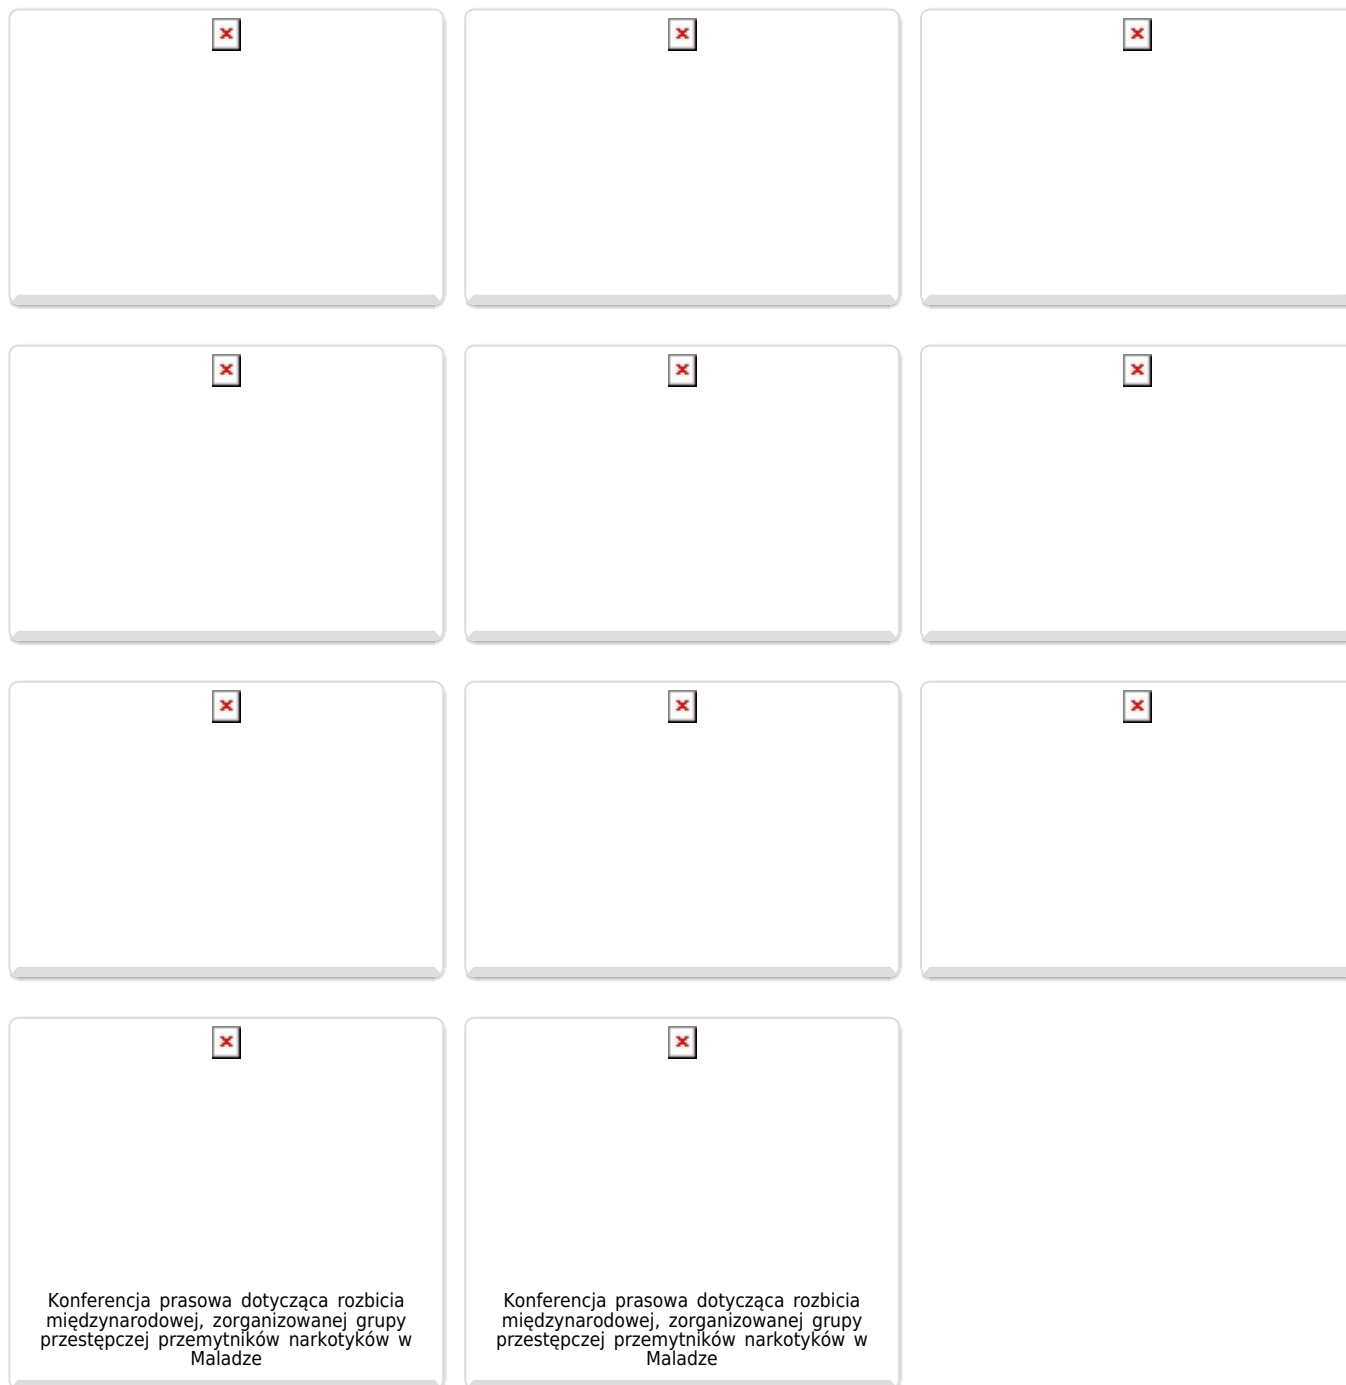 Konferencja prasowa dotycząca rozbicia
międzynarodowej, zorganizowanej grupy
przestępczej przemytników narkotyków w
Maladze
Konferencja prasowa dotycząca rozbicia
międzynarodowej, zorganizowanej grupy
przestępczej przemytników narkotyków w
Maladze